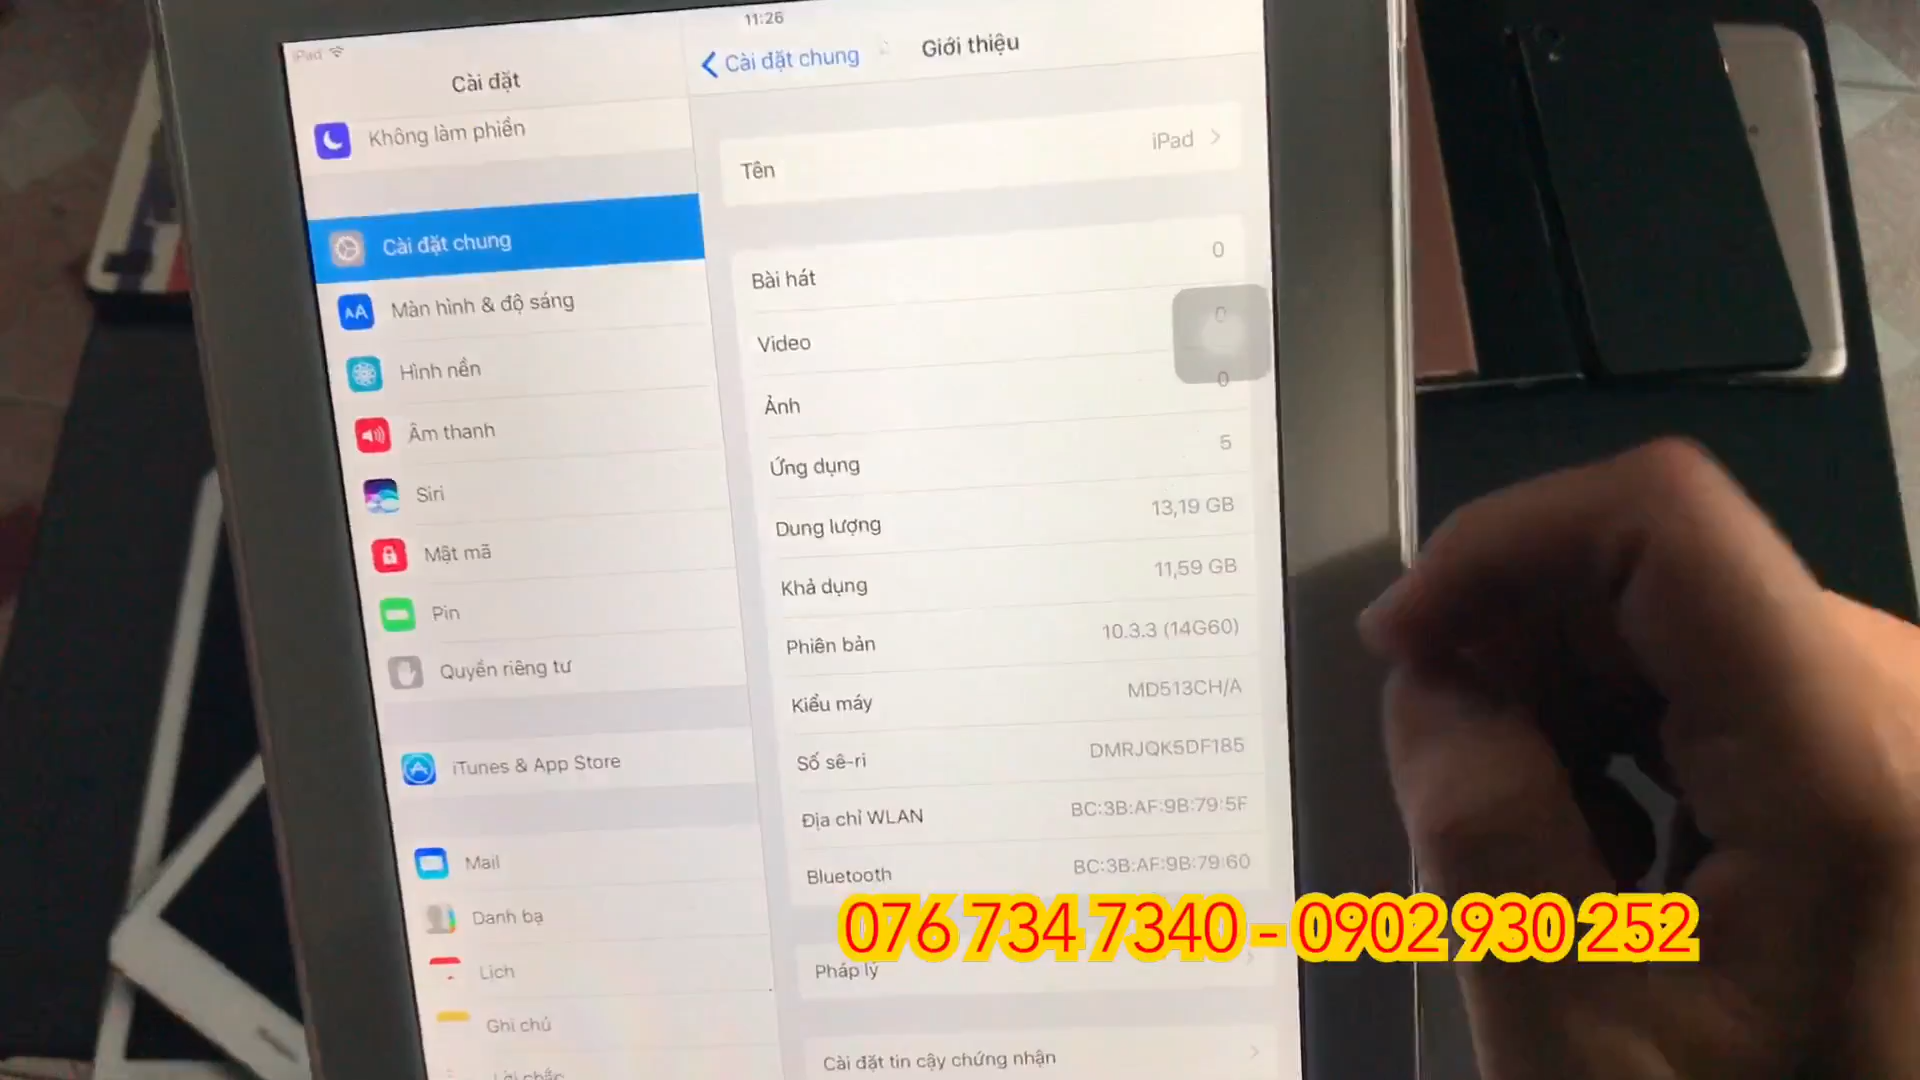 iPad
11:26
Cài đặt
Không làm phiền
Cài đặt chung
Màn hình & độ sáng
Hình nền
Âm thanh
Siri
Mật mã
Pin
Quyền riêng tư
iTunes & App Store
Mail
Danh bạ
Lịch
Ghi chú
Cài đặt chung
Giới thiệu
Tên iPad
Bài hát 0
Video 0
Ảnh 0
Ứng dụng 5
Dung lượng 13,19 GB
Khả dụng 11,59 GB
Phiên bản 10.3.3 (14G60)
Kiểu máy MD513CH/A
Số sê-ri DMRJQK5DF185
Địa chỉ WLAN BC:3B:AF:9B:79:5F
Bluetooth BC:3B:AF:9B:79:60
076 734 7340 - 0902 930 252
Pháp lý
Cài đặt tin cậy chứng nhận